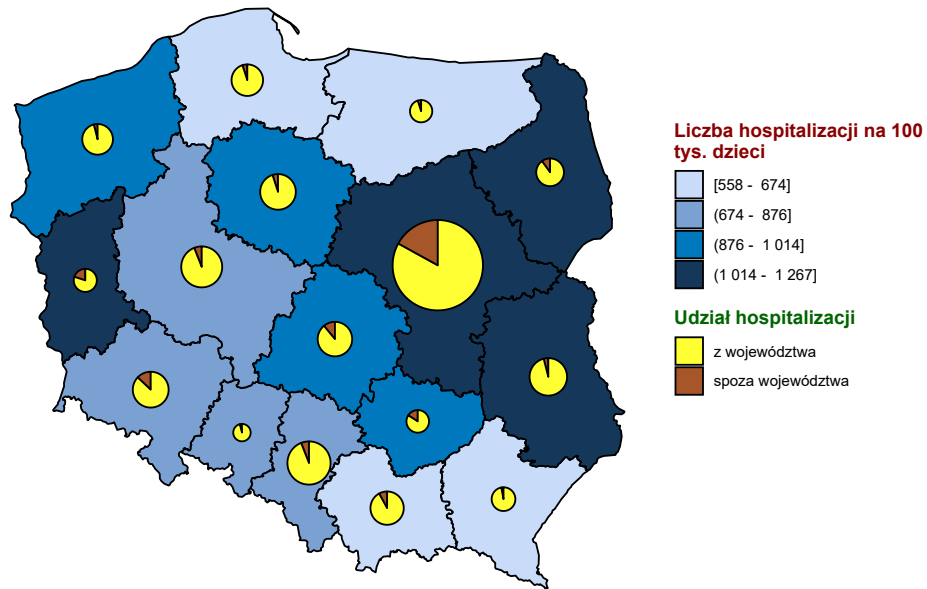 Liczba hospitalizacji na 100
tys. dzieci
[558 - 674]
(674 - 876]
(876 - 1 014]
(1 014 - 1 267]
Udział hospitalizacji
z województwa
spoza województwa